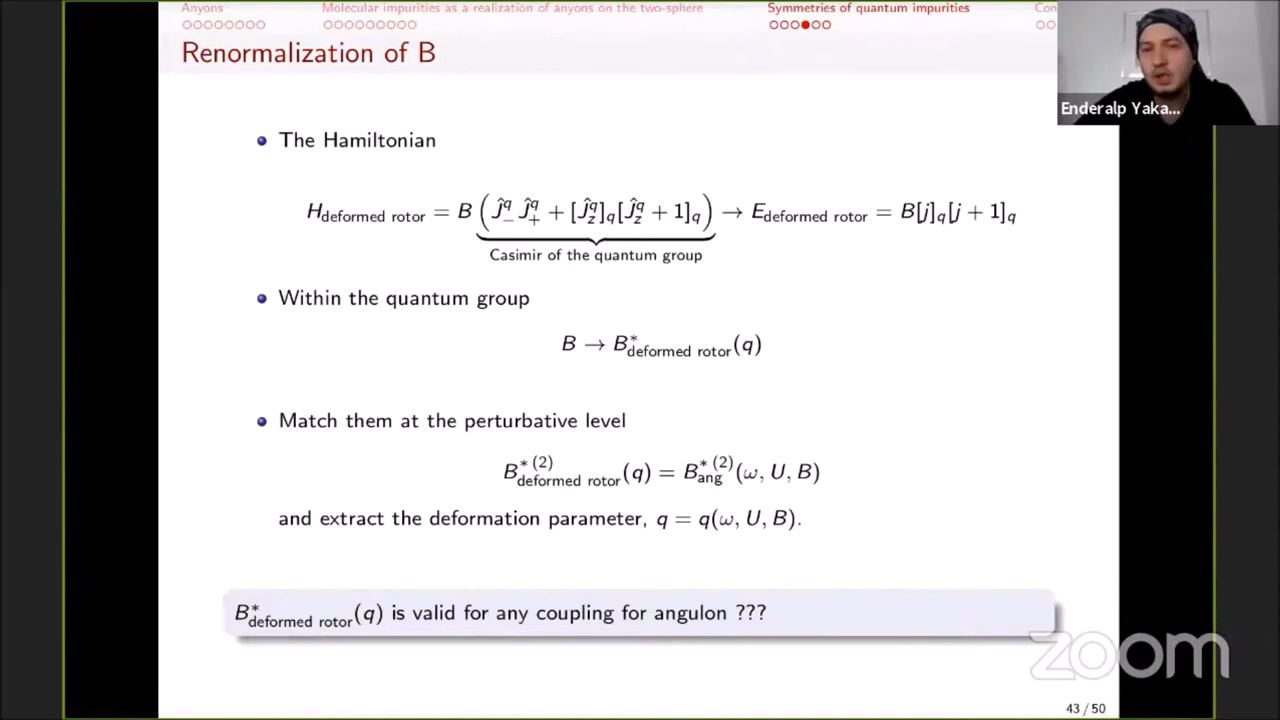 Anyons
Molecular impurities as a realization of anyons on the two-sphere
Symmetries of quantum impurities
Con
Renormalization of B
Enderalp Yaka...
• The Hamiltonian
H_deformed rotor = B (Ĵ^q_- Ĵ^q_+ + [Ĵ^q_z]_q[Ĵ^q_z + 1]_q) → E_deformed rotor = B[j]_q[j + 1]_q
Casimir of the quantum group
• Within the quantum group
B → B*_deformed rotor(q)
• Match them at the perturbative level
B^*(2)_deformed rotor(q) = B^*(2)_ang(ω, U, B)
and extract the deformation parameter, q = q(ω, U, B).
B*_deformed rotor(q) is valid for any coupling for angulon ???
zoom
43 / 50